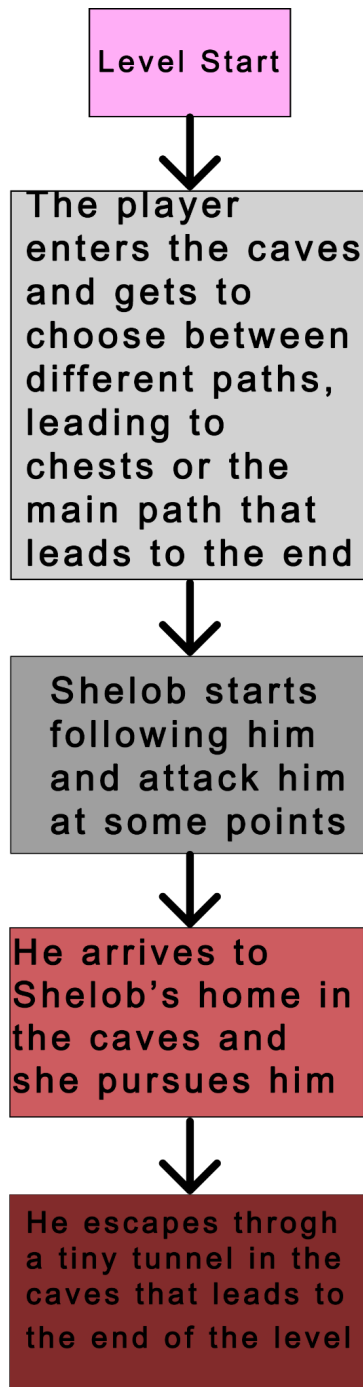 Level Start
The player
enters the caves
and gets to
choose between
different paths,
leading to
chests or the
main path that
leads to the end
Shelob starts
following him
and attack him
at some points
He arrives to
Shelob's home in
the caves and
she pursues him
He escapes throgh
a tiny tunnel in the
caves that leads to
the end of the level